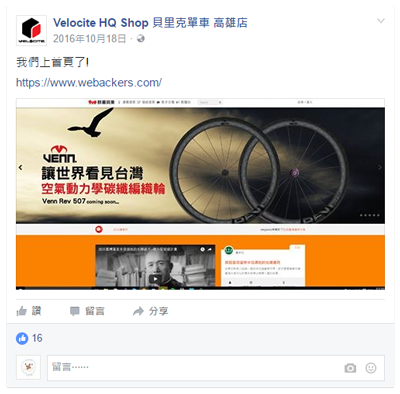 Velocite HQ Shop 貝里克單車 高雄店
VELOCITE
2016年10月18日
我們上首頁了!
https://www.webackers.com/
VENN
讓世界看見台灣
空氣動力學碳纖編織輪
Venn Rev 507 coming soon...
讚
留言
分享
16
留言......